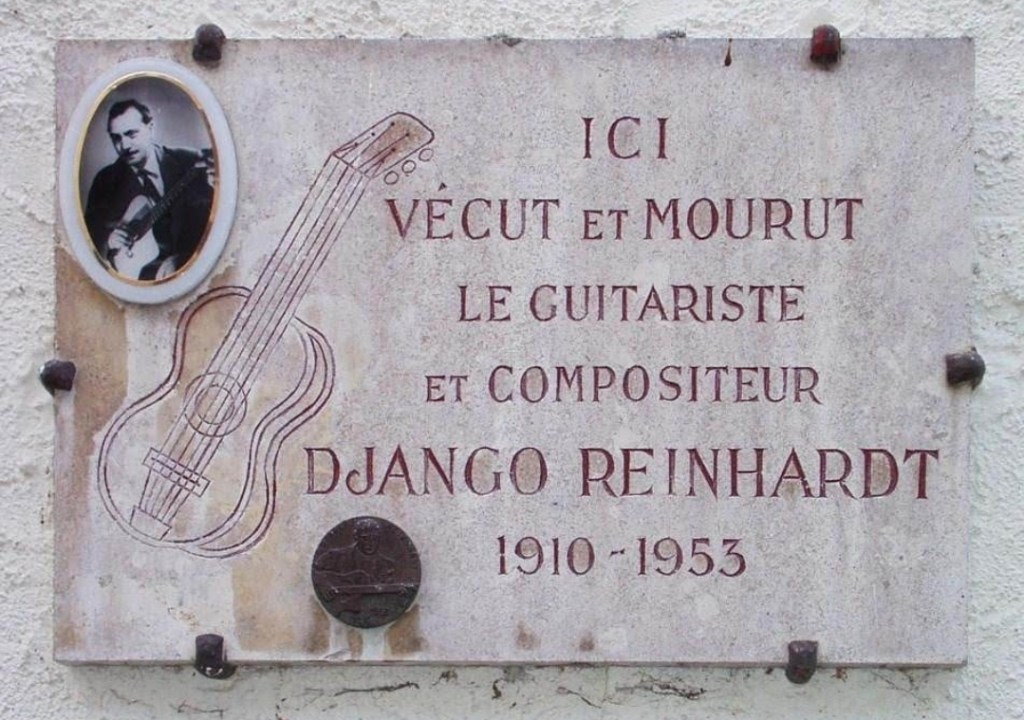 ICI
VÉCUT ET MOURUT
LE GUITARISTE
ET COMPOSITEUR
DJANGO REINHARDT
1910 - 1953